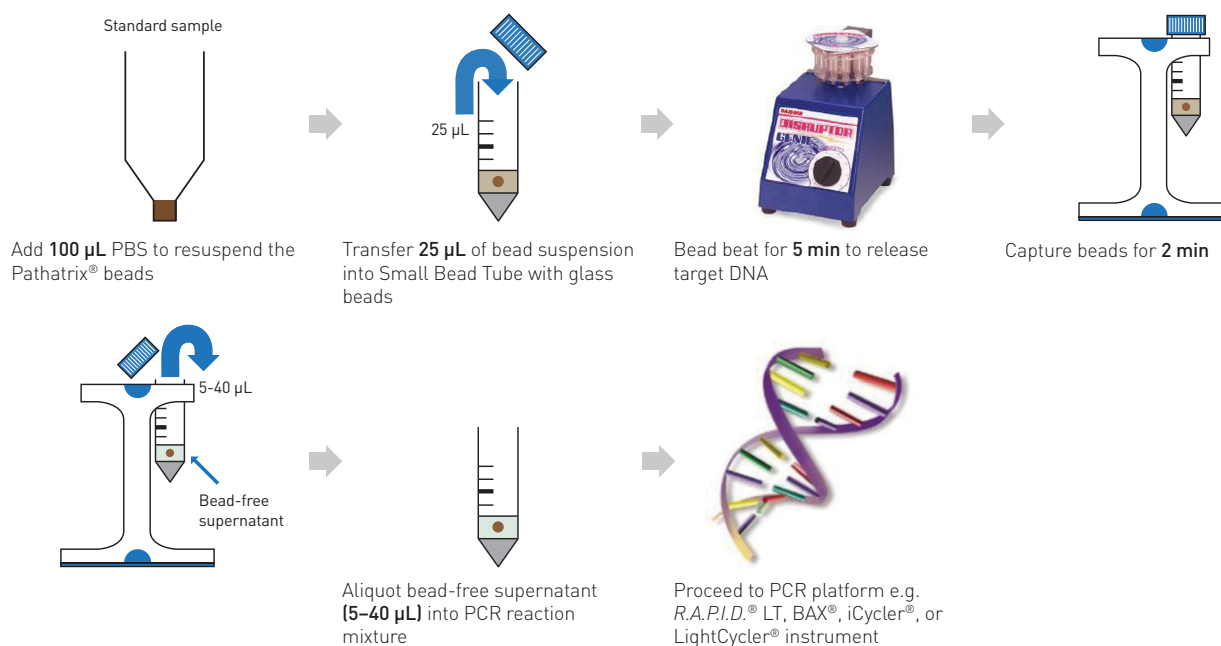 Standard sample
25 µL
DISRUPTOR
GENIE
Add 100 µL PBS to resuspend the
Pathatrix® beads
Transfer 25 µL of bead suspension
into Small Bead Tube with glass
beads
Bead beat for 5 min to release
target DNA
Capture beads for 2 min
5-40 µL
Bead-free
supernatant
Aliquot bead-free supernatant
(5–40 µL) into PCR reaction
mixture
Proceed to PCR platform e.g.
R.A.P.I.D.® LT, BAX®, iCycler®, or
LightCycler® instrument